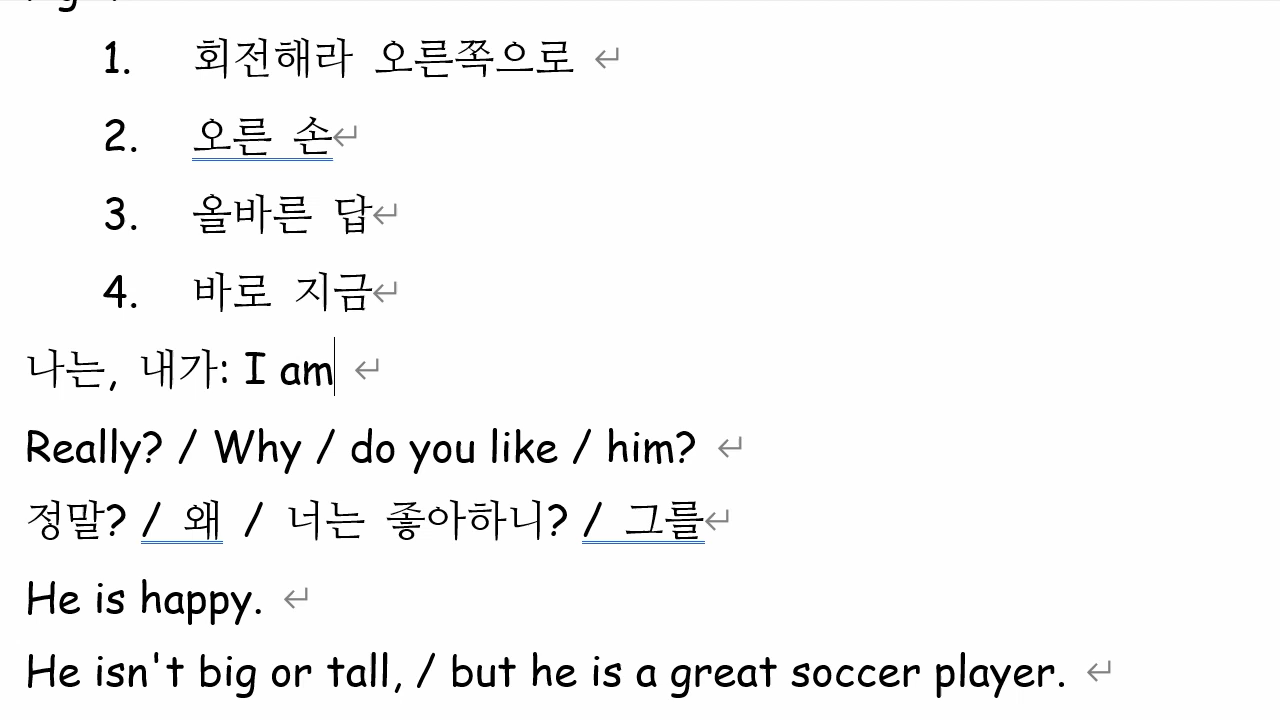 1. 회전해라 오른쪽으로
2. 오른 손
3. 올바른 답
4. 바로 지금
나는, 내가: I am
Really? / Why / do you like / him?
정말? / 왜 / 너는 좋아하니? / 그를
He is happy.
He isn't big or tall, / but he is a great soccer player.